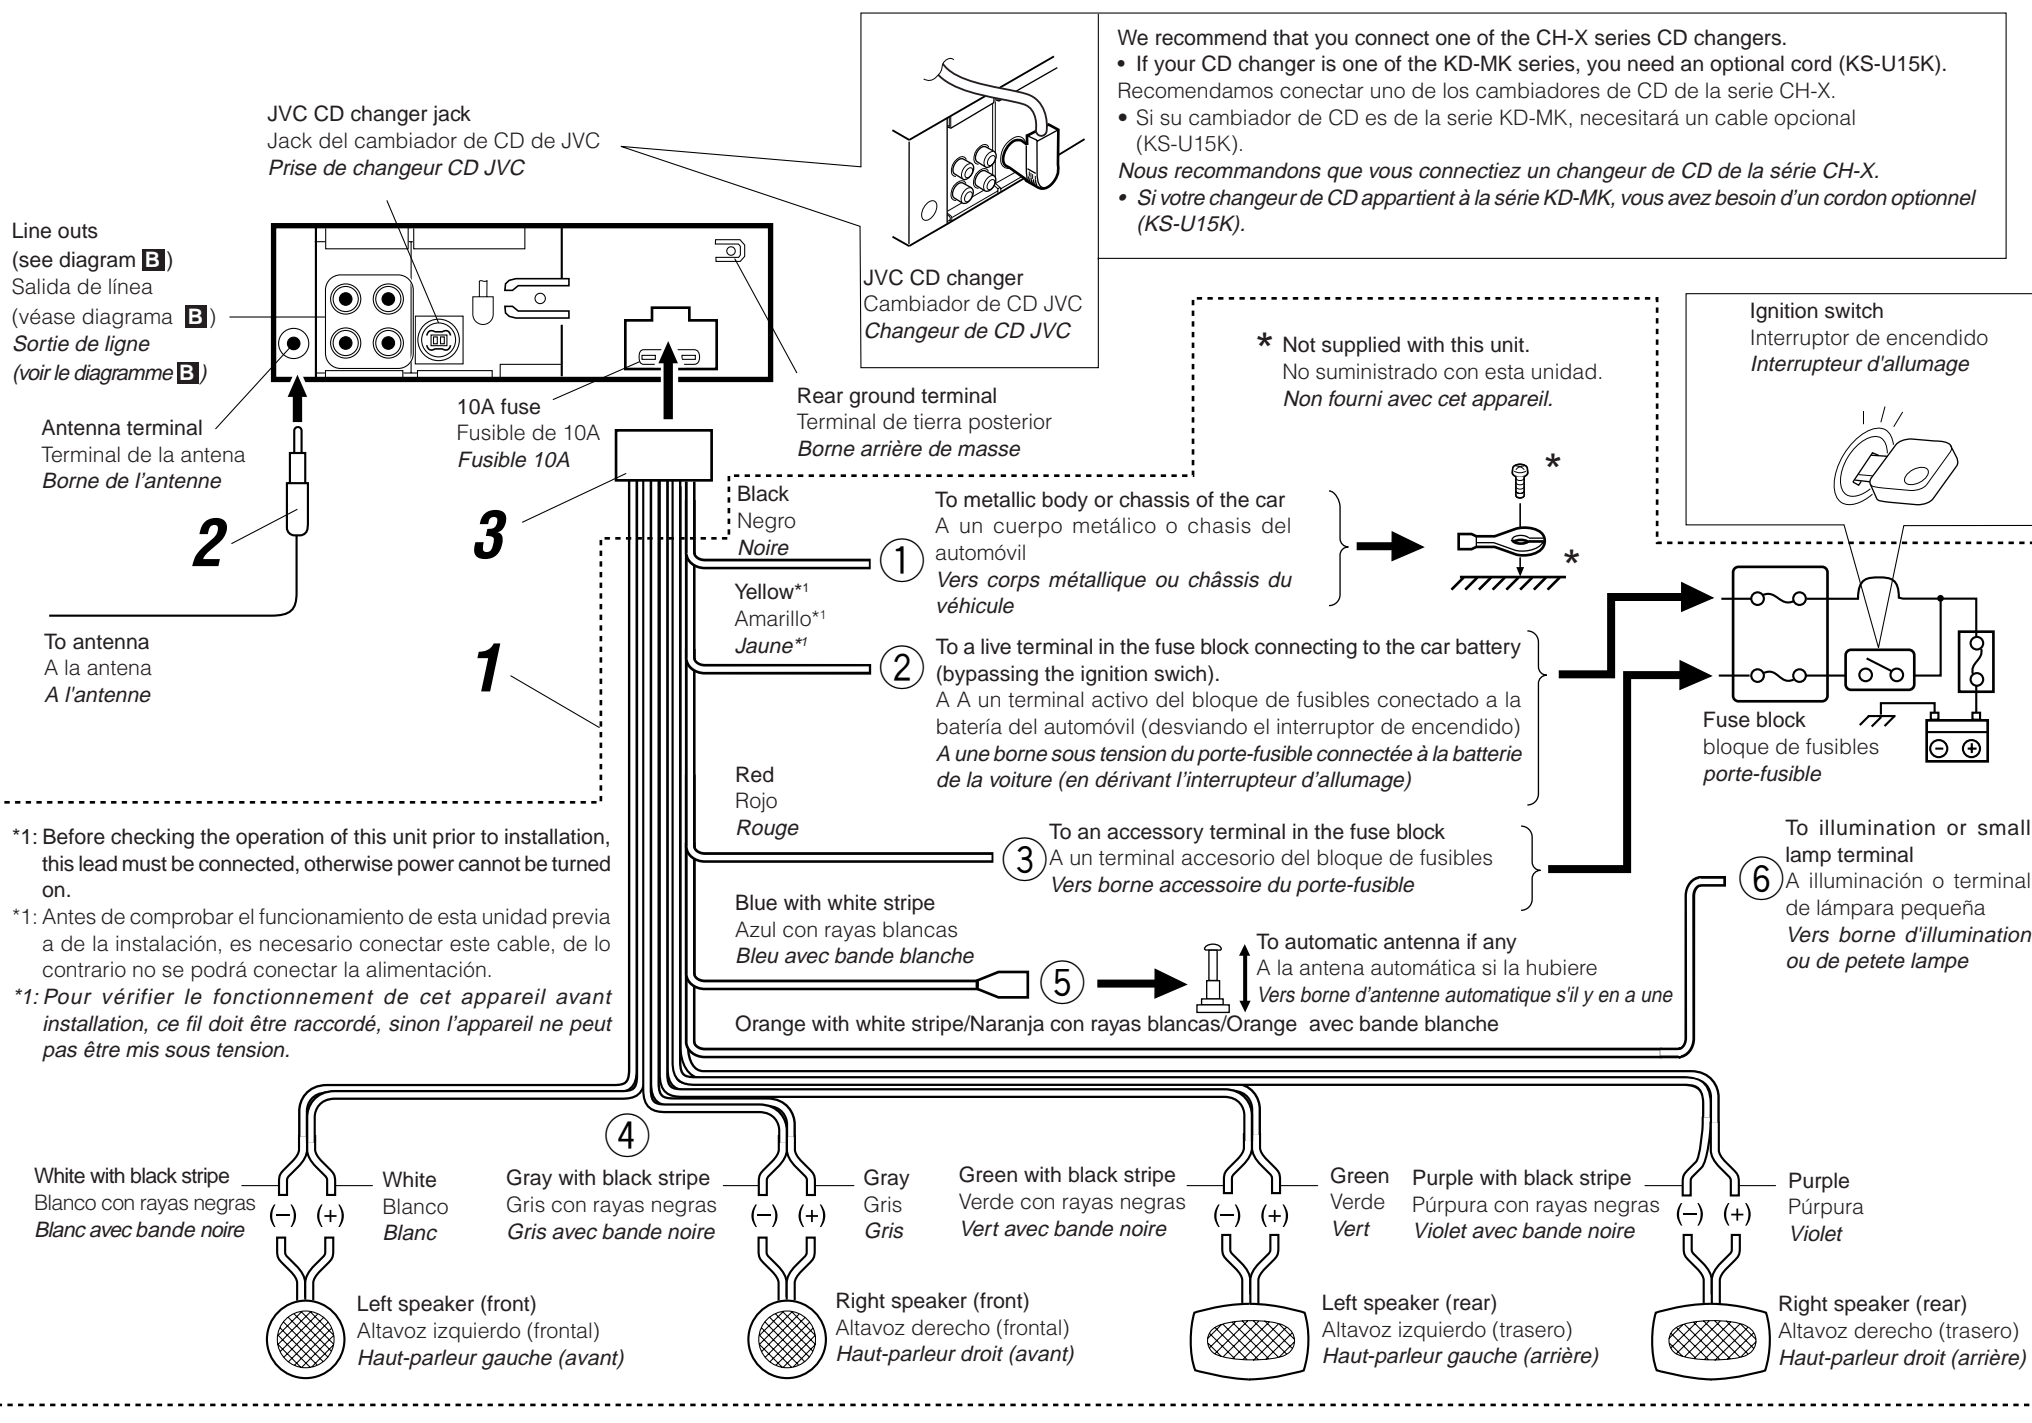 We recommend that you connect one of the CH-X series CD changers.
• If your CD changer is one of the KD-MK series, you need an optional cord (KS-U15K).
Recomendamos conectar uno de los cambiadores de CD de la serie CH-X.
• Si su cambiador de CD es de la serie KD-MK, necesitará un cable opcional
(KS-U15K).
Nous recommandons que vous connectiez un changeur de CD de la série CH-X.
• Si votre changeur de CD appartient à la série KD-MK, vous avez besoin d'un cordon optionnel
(KS-U15K).
JVC CD changer jack
Jack del cambiador de CD de JVC
Prise de changeur CD JVC
Line outs
(see diagram B)
Salida de línea
(véase diagrama B)
Sortie de ligne
(voir le diagramme B)
JVC CD changer
Cambiador de CD JVC
Changeur de CD JVC
* Not supplied with this unit.
No suministrado con esta unidad.
Non fourni avec cet appareil.
Ignition switch
Interruptor de encendido
Interrupteur d'allumage
Antenna terminal
Terminal de la antena
Borne de l'antenne
10A fuse
Fusible de 10A
Fusible 10A
Rear ground terminal
Terminal de tierra posterior
Borne arrière de masse
2
3
1
To antenna
A la antena
A l'antenne
Black
Negro
Noire
①
To metallic body or chassis of the car
A un cuerpo metálico o chasis del
automóvil
Vers corps métallique ou châssis du
véhicule
*
*
Yellow*1
Amarillo*1
Jaune*1
②
To a live terminal in the fuse block connecting to the car battery
(bypassing the ignition swich).
A A un terminal activo del bloque de fusibles conectado a la
batería del automóvil (desviando el interruptor de encendido)
A une borne sous tension du porte-fusible connectée à la batterie
de la voiture (en dérivant l'interrupteur d'allumage)
Fuse block
bloque de fusibles
porte-fusible
Red
Rojo
Rouge
③
To an accessory terminal in the fuse block
A un terminal accesorio del bloque de fusibles
Vers borne accessoire du porte-fusible
*1: Before checking the operation of this unit prior to installation,
this lead must be connected, otherwise power cannot be turned
on.
*1: Antes de comprobar el funcionamiento de esta unidad previa
a de la instalación, es necesario conectar este cable, de lo
contrario no se podrá conectar la alimentación.
*1: Pour vérifier le fonctionnement de cet appareil avant
installation, ce fil doit être raccordé, sinon l'appareil ne peut
pas être mis sous tension.
Blue with white stripe
Azul con rayas blancas
Bleu avec bande blanche
⑤
To automatic antenna if any
A la antena automática si la hubiere
Vers borne d'antenne automatique s'il y en a une
⑥
To illumination or small
lamp terminal
A illuminación o terminal
de lámpara pequeña
Vers borne d'illumination
ou de petete lampe
Orange with white stripe/Naranja con rayas blancas/Orange avec bande blanche
④
White with black stripe
Blanco con rayas negras
Blanc avec bande noire
(−) (+)
White
Blanco
Blanc
Gray with black stripe
Gris con rayas negras
Gris avec bande noire
(−) (+)
Gray
Gris
Gris
Green with black stripe
Verde con rayas negras
Vert avec bande noire
(−) (+)
Green
Verde
Vert
Purple with black stripe
Púrpura con rayas negras
Violet avec bande noire
(−) (+)
Purple
Púrpura
Violet
Left speaker (front)
Altavoz izquierdo (frontal)
Haut-parleur gauche (avant)
Right speaker (front)
Altavoz derecho (frontal)
Haut-parleur droit (avant)
Left speaker (rear)
Altavoz izquierdo (trasero)
Haut-parleur gauche (arrière)
Right speaker (rear)
Altavoz derecho (trasero)
Haut-parleur droit (arrière)